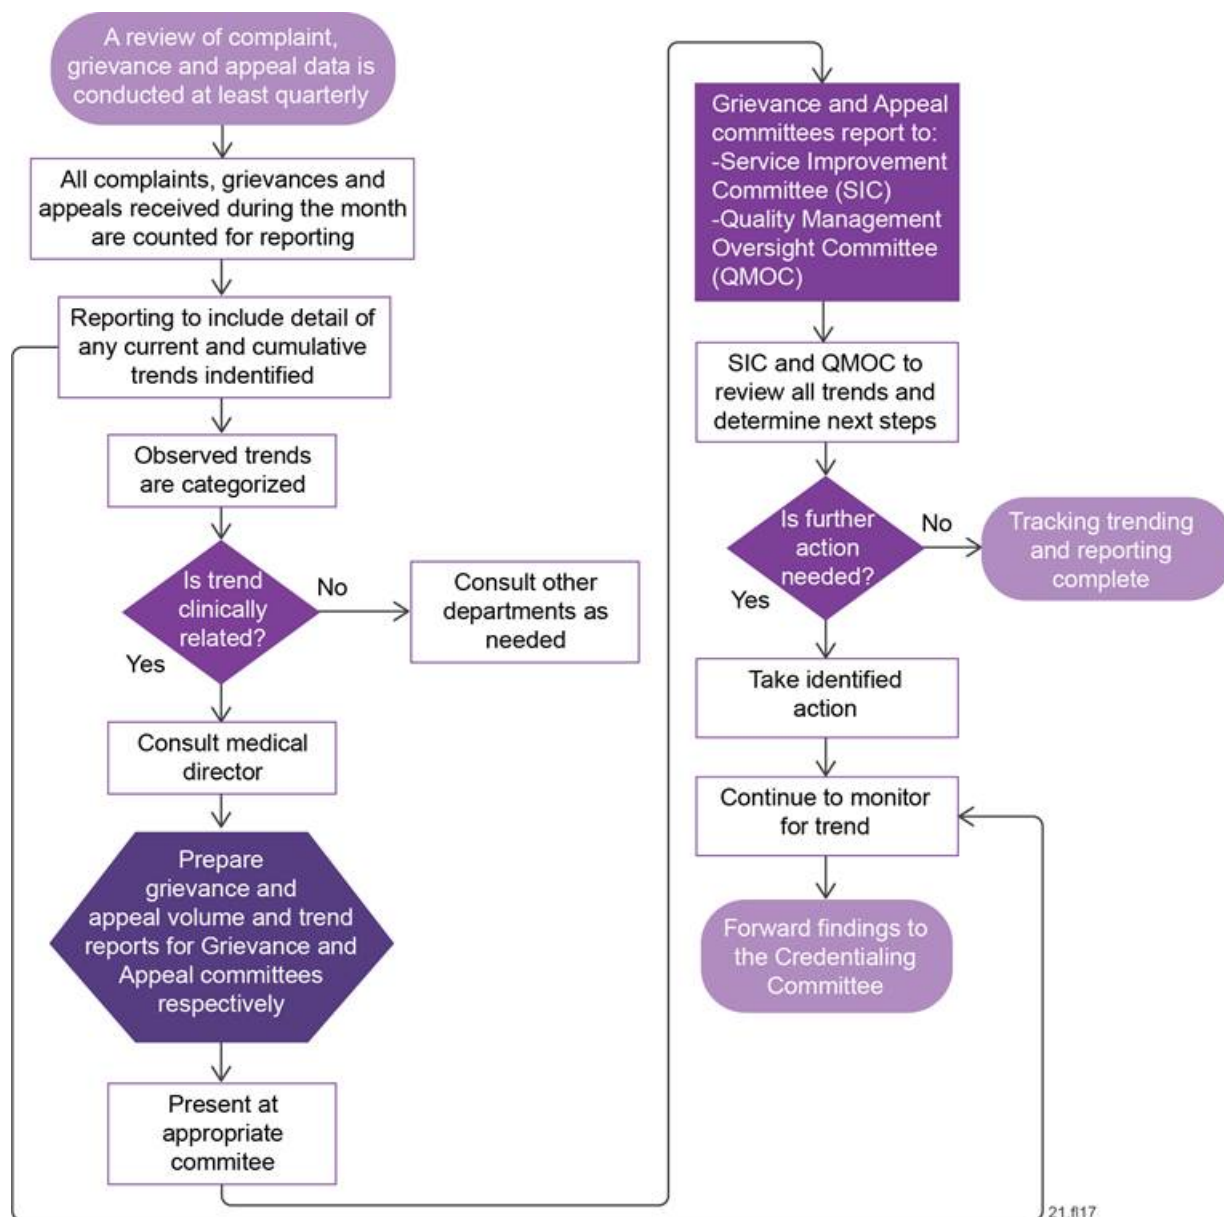 A review of complaint,
grievance and appeal data is
conducted at least quarterly
All complaints, grievances and
appeals received during the month
are counted for reporting
Reporting to include detail of
any current and cumulative
trends indentified
Observed trends
are categorized
Is trend
clinically
related?
No
Consult other
departments as
needed
Yes
Consult medical
director
Prepare
grievance and
appeal volume and trend
reports for Grievance and
Appeal committees
respectively
Present at
appropriate
commitee
Grievance and Appeal
committees report to:
-Service Improvement
Committee (SIC)
-Quality Management
Oversight Committee
(QMOC)
SIC and QMOC to
review all trends and
determine next steps
Is further
action
needed?
No
Tracking trending
and reporting
complete
Yes
Take identified
action
Continue to monitor
for trend
Forward findings to
the Credentialing
Committee
21.fl17